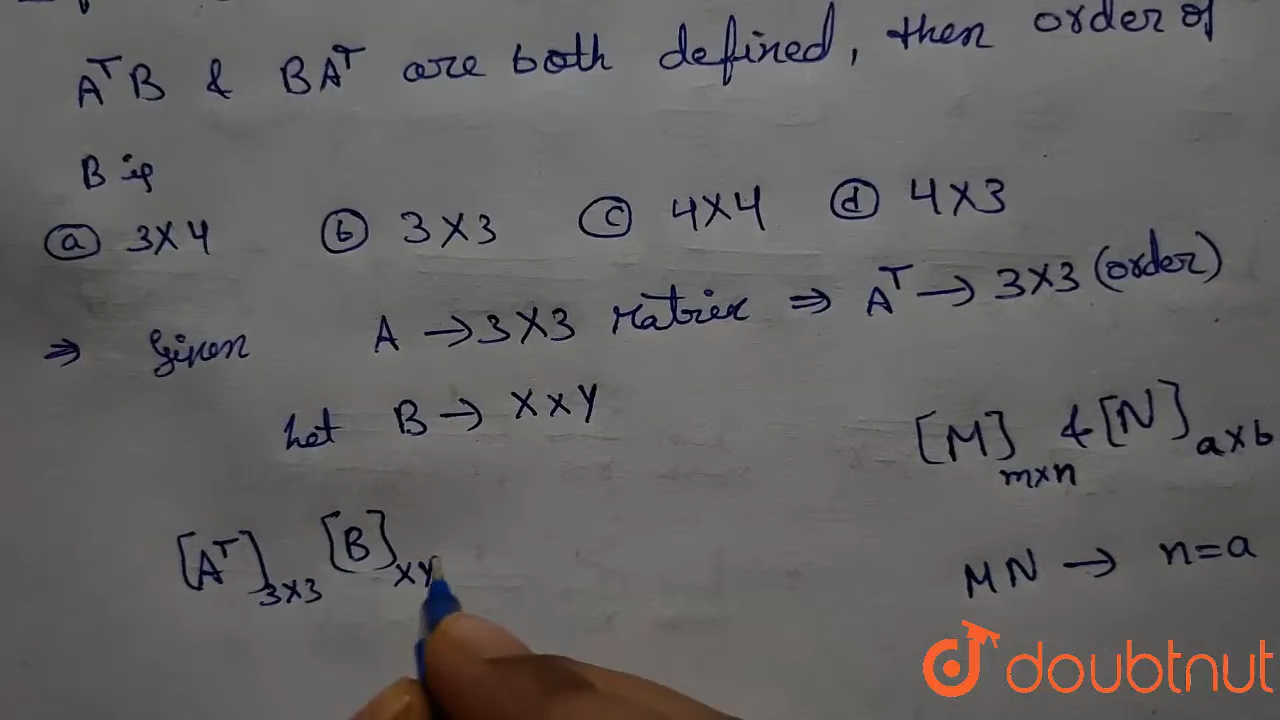 AᵀB & BAᵀ are both defined, then order of
B is
(a) 3×4 (b) 3×3 (c) 4×4 (d) 4×3
⇒ Given A → 3×3 Matrix ⇒ Aᵀ → 3×3 (order)
Let B → X×Y
[M]m×n & [N]a×b
[Aᵀ]3×3 [B]XY
MN → n=a
doubtnut